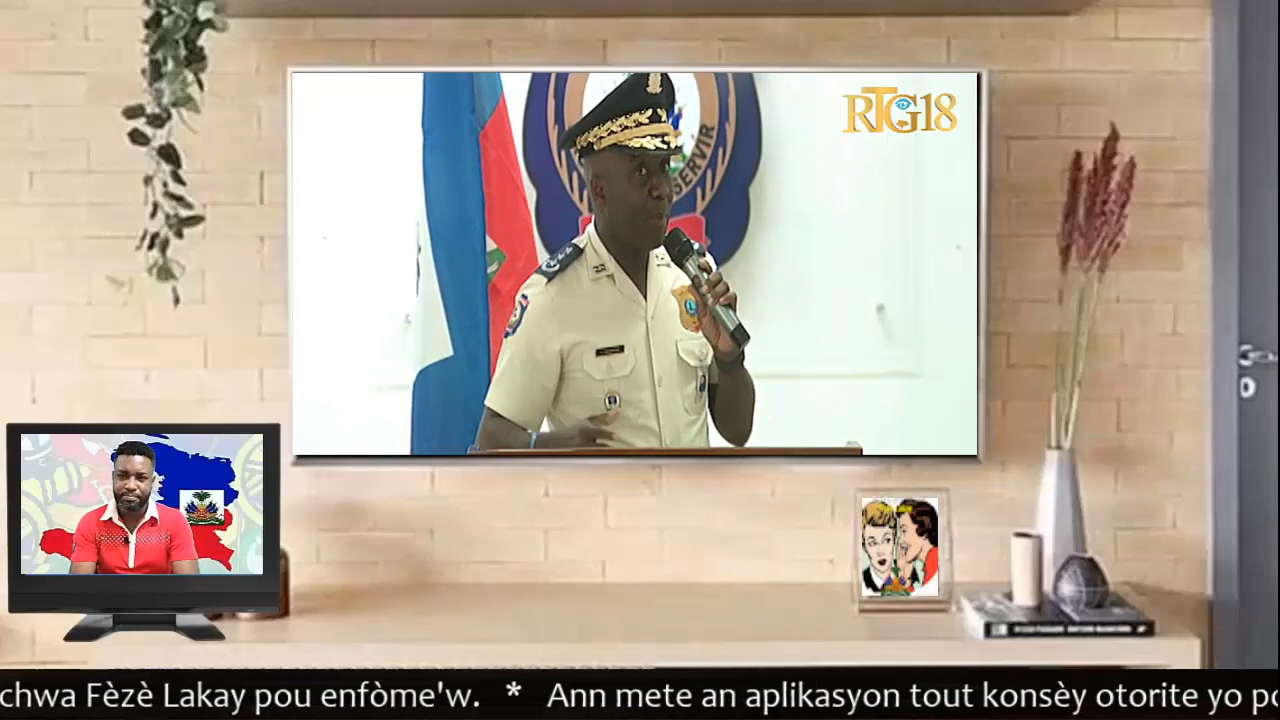 RTG18
SERVIR
chwa Fèzè Lakay pou enfòme'w. * Ann mete an aplikasyon tout konsèy otorite yo po